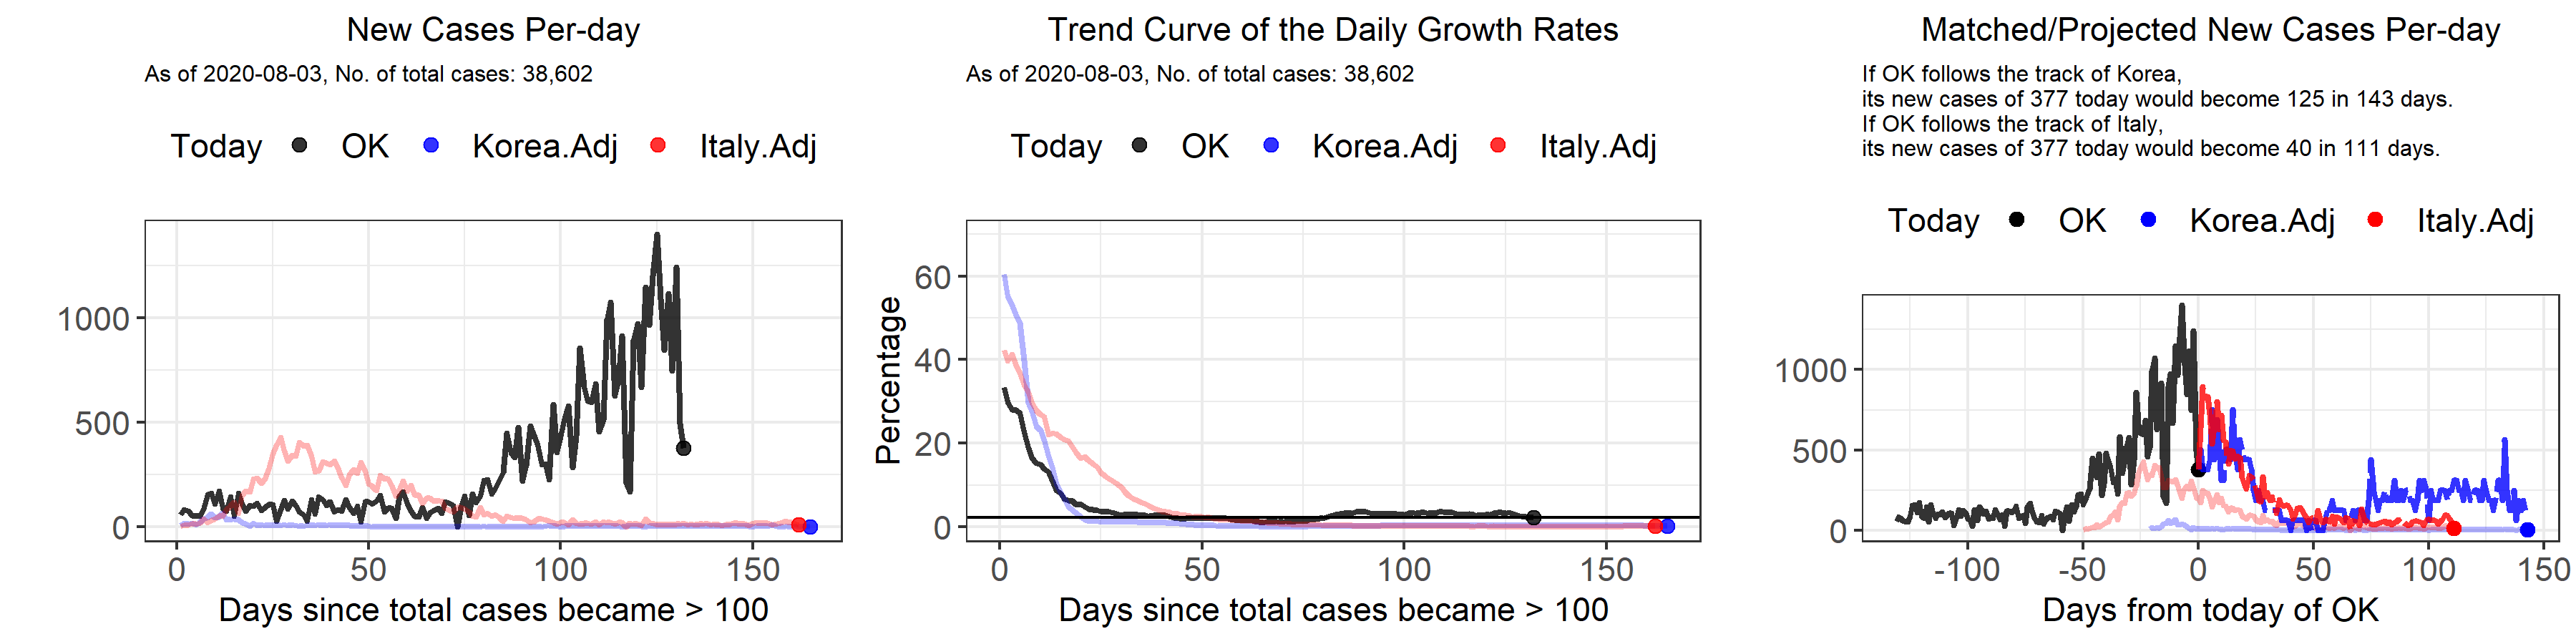 New Cases Per-day
As of 2020-08-03, No. of total cases: 38,602
Today OK Korea.Adj Italy.Adj
1000
500
0
0 50 100 150
Days since total cases became > 100
Trend Curve of the Daily Growth Rates
As of 2020-08-03, No. of total cases: 38,602
Today OK Korea.Adj Italy.Adj
Percentage
60
40
20
0
0 50 100 150
Days since total cases became > 100
Matched/Projected New Cases Per-day
If OK follows the track of Korea,
its new cases of 377 today would become 125 in 143 days.
If OK follows the track of Italy,
its new cases of 377 today would become 40 in 111 days.
Today OK Korea.Adj Italy.Adj
1000
500
0
-100 -50 0 50 100 150
Days from today of OK